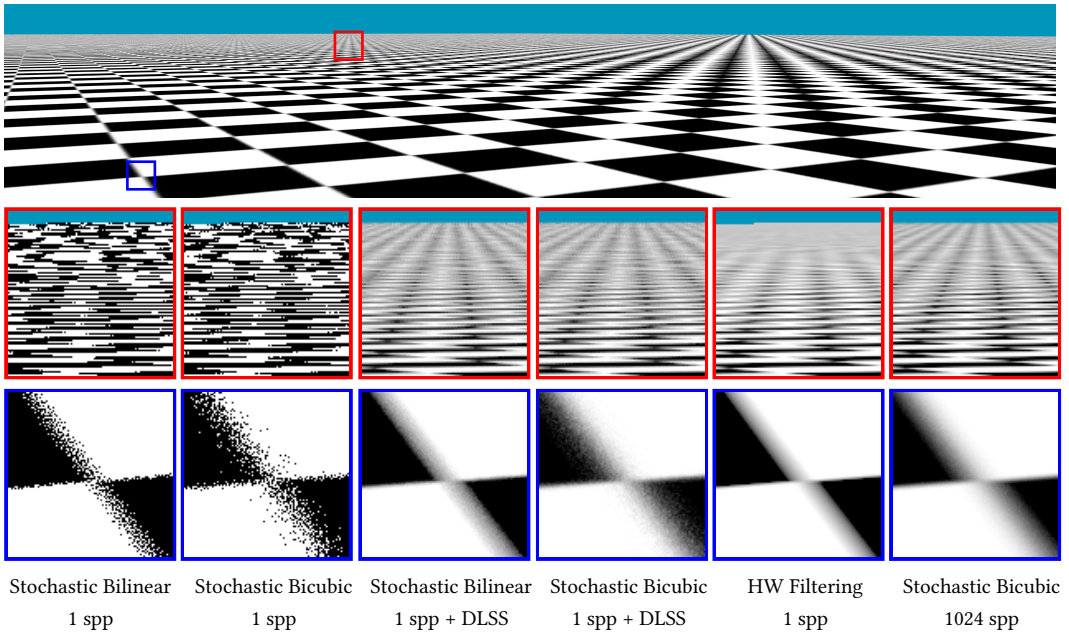 Stochastic Bilinear Stochastic Bicubic Stochastic Bilinear Stochastic Bicubic HW Filtering Stochastic Bicubic
1 spp 1 spp 1 spp + DLSS 1 spp + DLSS 1 spp 1024 spp